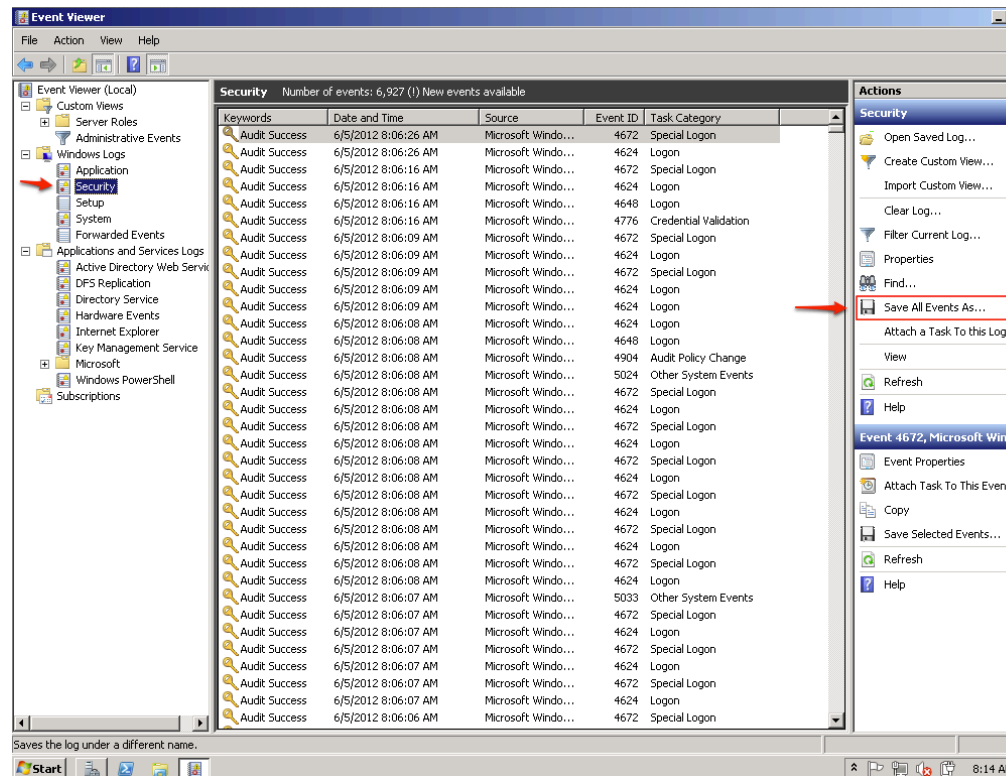 Event Viewer
File Action View Help
Event Viewer (Local)
Custom Views
Server Roles
Administrative Events
Windows Logs
Application
Security
Setup
System
Forwarded Events
Applications and Services Logs
Active Directory Web Servic
DFS Replication
Directory Service
Hardware Events
Internet Explorer
Key Management Service
Microsoft
Windows PowerShell
Subscriptions
Security Number of events: 6,927 (!) New events available
Keywords Date and Time Source Event ID Task Category
Audit Success 6/5/2012 8:06:26 AM Microsoft Windo... 4672 Special Logon
Audit Success 6/5/2012 8:06:26 AM Microsoft Windo... 4624 Logon
Audit Success 6/5/2012 8:06:16 AM Microsoft Windo... 4672 Special Logon
Audit Success 6/5/2012 8:06:16 AM Microsoft Windo... 4624 Logon
Audit Success 6/5/2012 8:06:16 AM Microsoft Windo... 4648 Logon
Audit Success 6/5/2012 8:06:16 AM Microsoft Windo... 4776 Credential Validation
Audit Success 6/5/2012 8:06:09 AM Microsoft Windo... 4672 Special Logon
Audit Success 6/5/2012 8:06:09 AM Microsoft Windo... 4624 Logon
Audit Success 6/5/2012 8:06:09 AM Microsoft Windo... 4672 Special Logon
Audit Success 6/5/2012 8:06:09 AM Microsoft Windo... 4624 Logon
Audit Success 6/5/2012 8:06:09 AM Microsoft Windo... 4624 Logon
Audit Success 6/5/2012 8:06:08 AM Microsoft Windo... 4624 Logon
Audit Success 6/5/2012 8:06:08 AM Microsoft Windo... 4648 Logon
Audit Success 6/5/2012 8:06:08 AM Microsoft Windo... 4904 Audit Policy Change
Audit Success 6/5/2012 8:06:08 AM Microsoft Windo... 5024 Other System Events
Audit Success 6/5/2012 8:06:08 AM Microsoft Windo... 4672 Special Logon
Audit Success 6/5/2012 8:06:08 AM Microsoft Windo... 4624 Logon
Audit Success 6/5/2012 8:06:08 AM Microsoft Windo... 4672 Special Logon
Audit Success 6/5/2012 8:06:08 AM Microsoft Windo... 4624 Logon
Audit Success 6/5/2012 8:06:08 AM Microsoft Windo... 4672 Special Logon
Audit Success 6/5/2012 8:06:08 AM Microsoft Windo... 4624 Logon
Audit Success 6/5/2012 8:06:08 AM Microsoft Windo... 4672 Special Logon
Audit Success 6/5/2012 8:06:08 AM Microsoft Windo... 4624 Logon
Audit Success 6/5/2012 8:06:08 AM Microsoft Windo... 4672 Special Logon
Audit Success 6/5/2012 8:06:08 AM Microsoft Windo... 4624 Logon
Audit Success 6/5/2012 8:06:08 AM Microsoft Windo... 4672 Special Logon
Audit Success 6/5/2012 8:06:08 AM Microsoft Windo... 4624 Logon
Audit Success 6/5/2012 8:06:07 AM Microsoft Windo... 5033 Other System Events
Audit Success 6/5/2012 8:06:07 AM Microsoft Windo... 4672 Special Logon
Audit Success 6/5/2012 8:06:07 AM Microsoft Windo... 4624 Logon
Audit Success 6/5/2012 8:06:07 AM Microsoft Windo... 4672 Special Logon
Audit Success 6/5/2012 8:06:07 AM Microsoft Windo... 4624 Logon
Audit Success 6/5/2012 8:06:07 AM Microsoft Windo... 4672 Special Logon
Audit Success 6/5/2012 8:06:07 AM Microsoft Windo... 4624 Logon
Audit Success 6/5/2012 8:06:06 AM Microsoft Windo... 4672 Special Logon
Actions
Security
Open Saved Log...
Create Custom View...
Import Custom View...
Clear Log...
Filter Current Log...
Properties
Find...
Save All Events As...
Attach a Task To this Log
View
Refresh
Help
Event 4672, Microsoft Win
Event Properties
Attach Task To This Even
Copy
Save Selected Events...
Refresh
Help
Saves the log under a different name.
Start
8:14 A